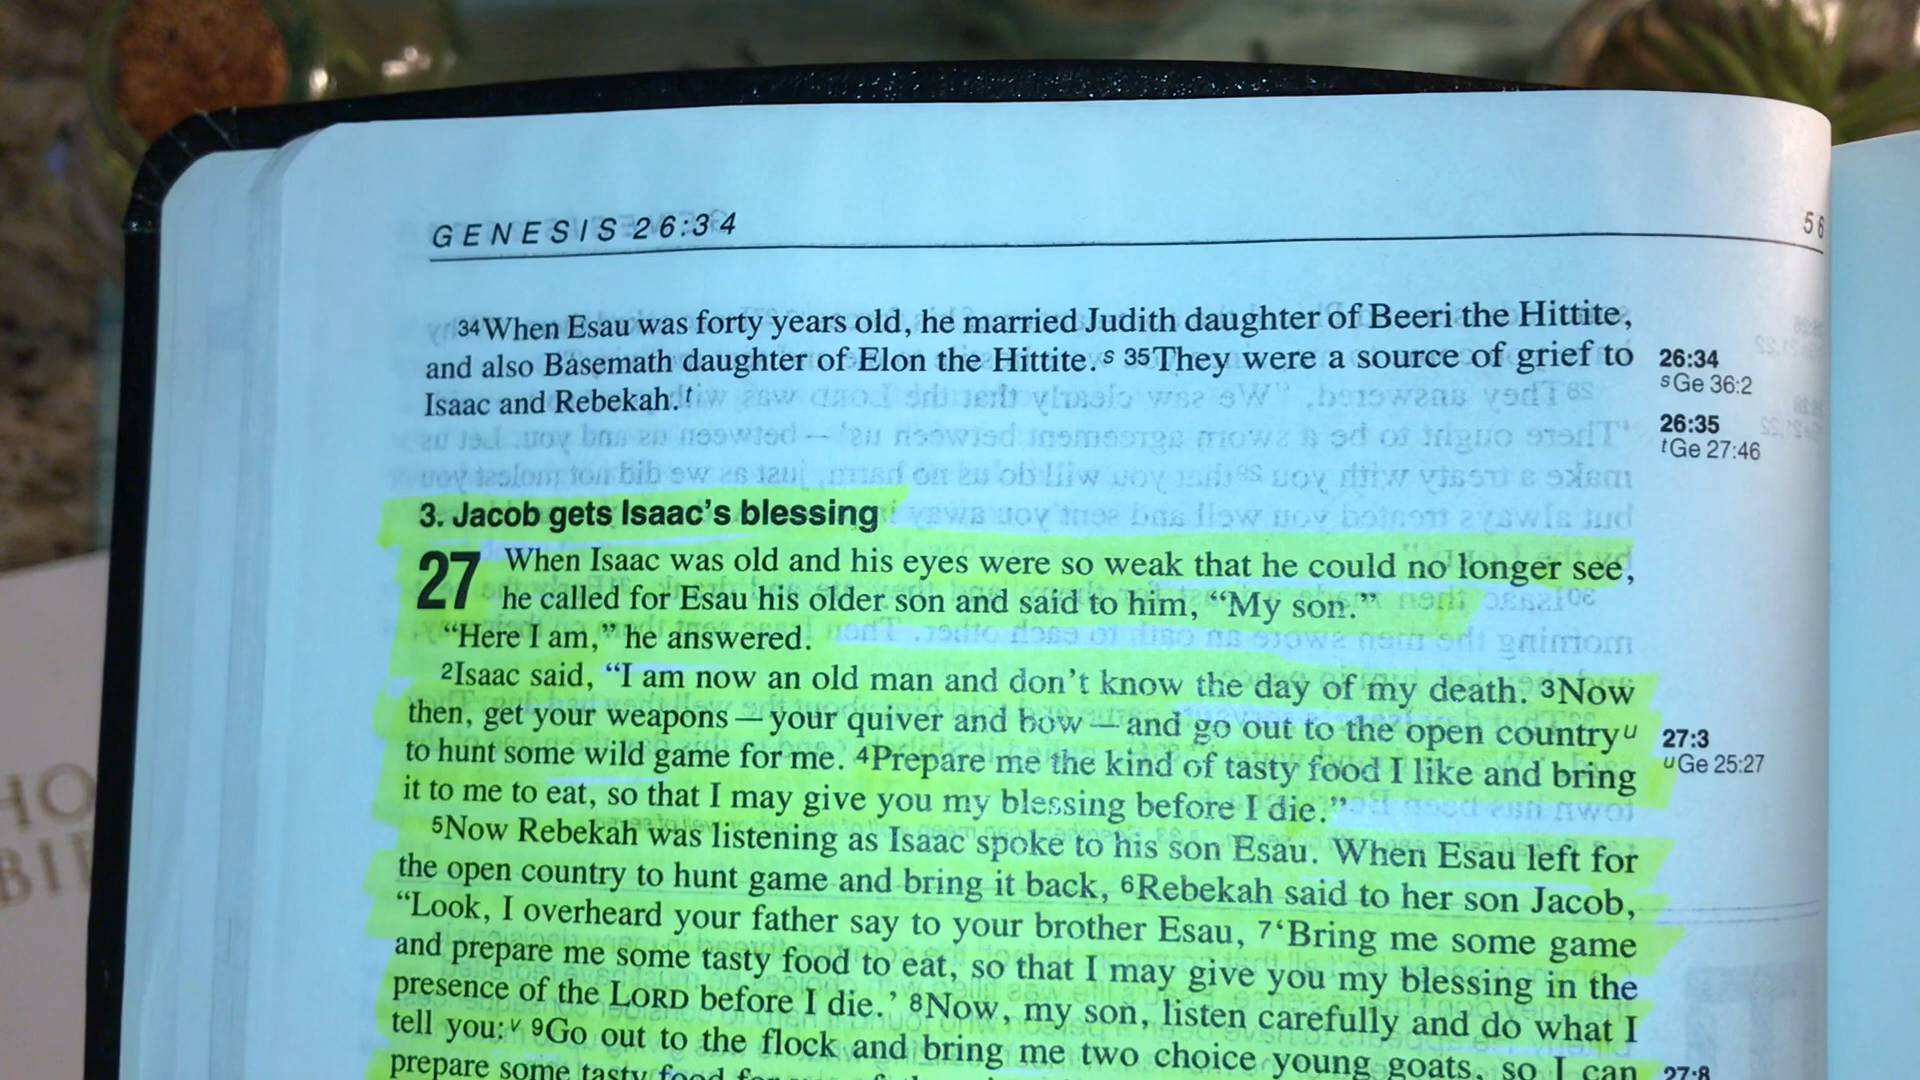 GENESIS 26:34
56
34When Esau was forty years old, he married Judith daughter of Beeri the Hittite,
and also Basemath daughter of Elon the Hittite.s 35They were a source of grief to
Isaac and Rebekah.t
26:34
sGe 36:2
26:35
tGe 27:46
3. Jacob gets Isaac's blessing
27 When Isaac was old and his eyes were so weak that he could no longer see,
he called for Esau his older son and said to him, “My son.”
“Here I am,” he answered.
2Isaac said, “I am now an old man and don't know the day of my death. 3Now
then, get your weapons—your quiver and bow—and go out to the open countryu
to hunt some wild game for me. 4Prepare me the kind of tasty food I like and bring
it to me to eat, so that I may give you my blessing before I die.”
27:3
uGe 25:27
5Now Rebekah was listening as Isaac spoke to his son Esau. When Esau left for
the open country to hunt game and bring it back, 6Rebekah said to her son Jacob,
“Look, I overheard your father say to your brother Esau, 7‘Bring me some game
and prepare me some tasty food to eat, so that I may give you my blessing in the
presence of the LORD before I die.’ 8Now, my son, listen carefully and do what I
tell you:v 9Go out to the flock and bring me two choice young goats, so I can
prepare some tasty food for
27:8
HO
BI